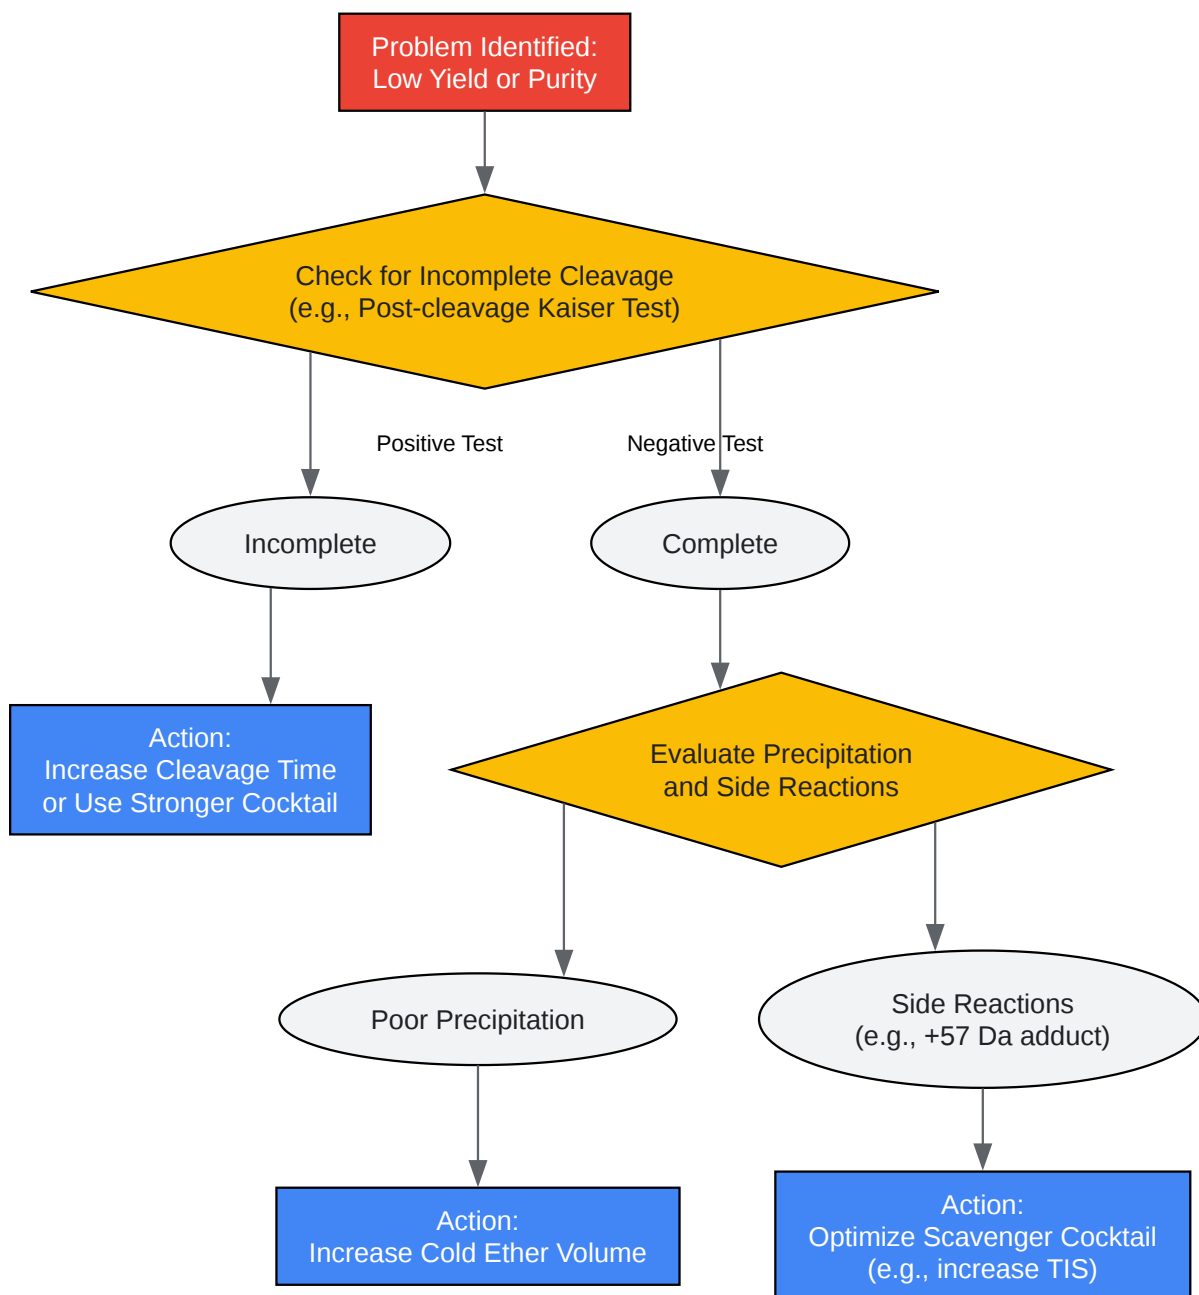 Problem Identified:
Low Yield or Purity
Check for Incomplete Cleavage
(e.g., Post-cleavage Kaiser Test)
Positive Test
Negative Test
Incomplete
Complete
Action:
Increase Cleavage Time
or Use Stronger Cocktail
Evaluate Precipitation
and Side Reactions
Poor Precipitation
Side Reactions
(e.g., +57 Da adduct)
Action:
Increase Cold Ether Volume
Action:
Optimize Scavenger Cocktail
(e.g., increase TIS)